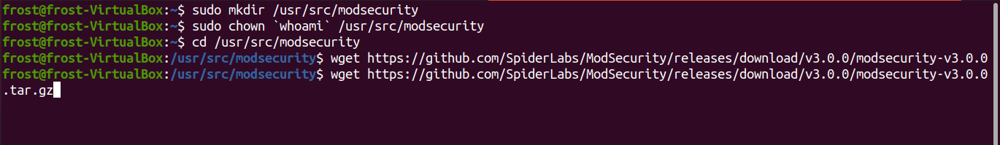 frost@frost-VirtualBox:~$ sudo mkdir /usr/src/modsecurity
frost@frost-VirtualBox:~$ sudo chown `whoami` /usr/src/modsecurity
frost@frost-VirtualBox:~$ cd /usr/src/modsecurity
frost@frost-VirtualBox:/usr/src/modsecurity$ wget https://github.com/SpiderLabs/ModSecurity/releases/download/v3.0.0/modsecurity-v3.0.0
frost@frost-VirtualBox:/usr/src/modsecurity$ wget https://github.com/SpiderLabs/ModSecurity/releases/download/v3.0.0/modsecurity-v3.0.0
.tar.gz